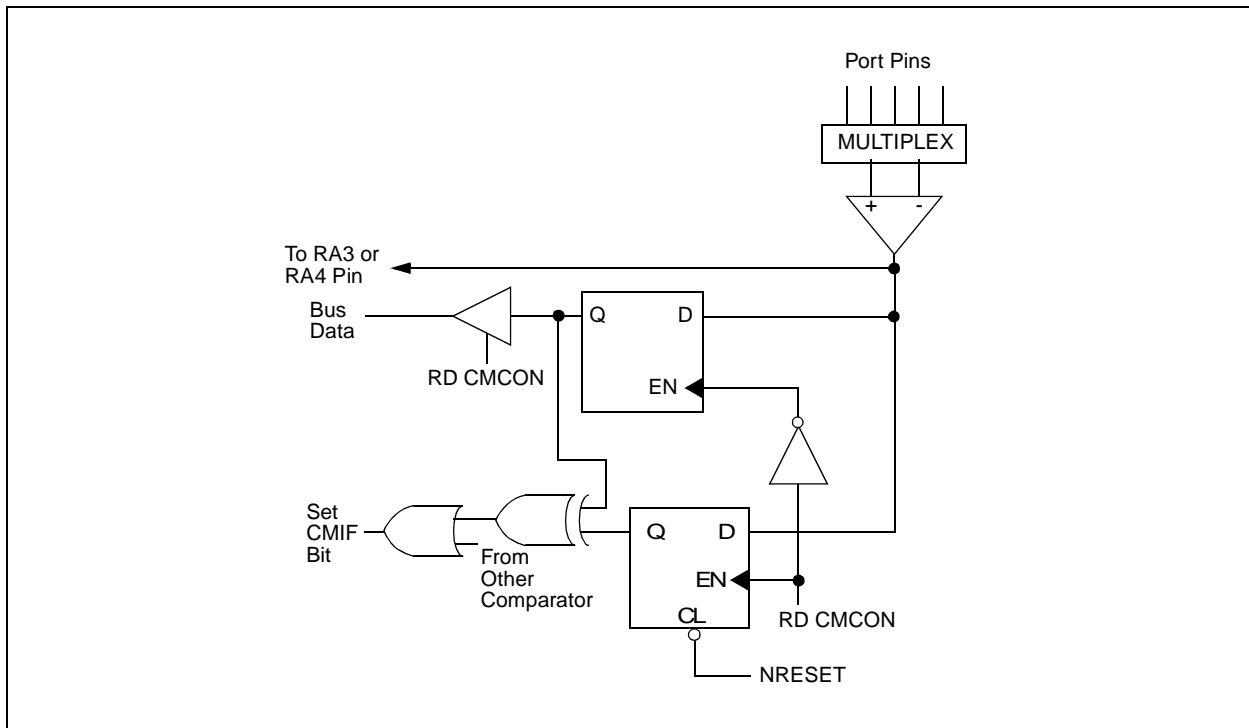 Port Pins
MULTIPLEX
+ -
To RA3 or
RA4 Pin
Bus
Data
Q D
EN
RD CMCON
Set
CMIF
Bit
From
Other
Comparator
Q D
EN
CL
RD CMCON
NRESET